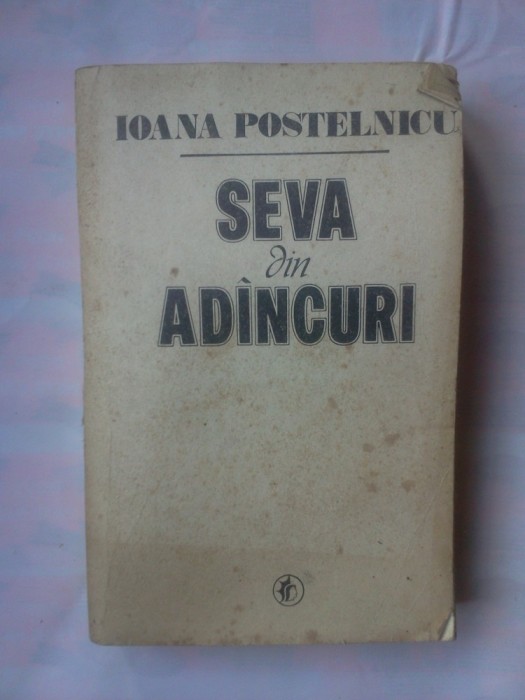 IOANA POSTELNICU
SEVA
din
ADÎNCURI